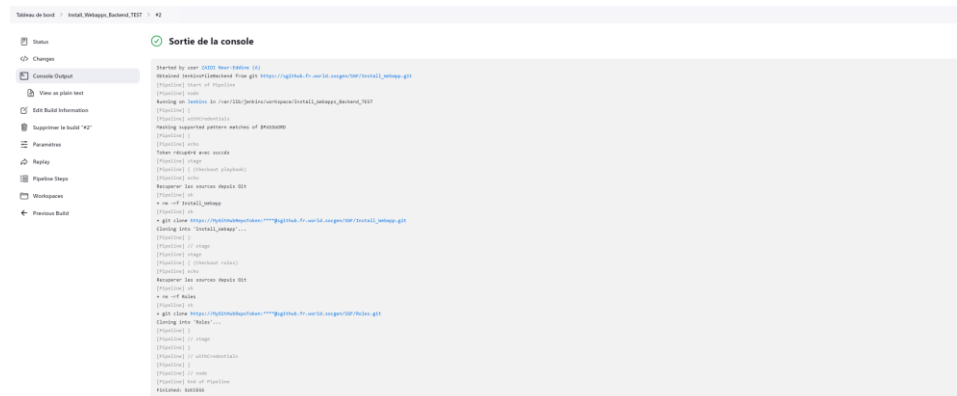 Tableau de bord > Install_Webapps_Backend_TEST > #2
Status
Changes
Console Output
View as plain text
Edit Build Information
Supprimer le build "#2"
Paramètres
Replay
Pipeline Steps
Workspaces
Previous Build
Sortie de la console
Started by user IAICI Nour-Eddine (A)
Obtained JenkinsFileBackend from git https://sgithub.fr.world.socgen/SGF/Install_Webapp.git
[Pipeline] Start of Pipeline
[Pipeline] node
Running on Jenkins in /var/lib/jenkins/workspace/Install_Webapps_Backend_TEST
[Pipeline] {
[Pipeline] withCredentials
Masking supported pattern matches of $PASSWORD
[Pipeline] {
[Pipeline] echo
Token récupéré avec succès
[Pipeline] stage
[Pipeline] { (Checkout playbook)
[Pipeline] echo
Recuperer les sources depuis Git
[Pipeline] sh
+ rm -rf Install_Webapp
[Pipeline] sh
+ git clone https://MyGitHubRepoToken:****@sgithub.fr.world.socgen/SGF/Install_Webapp.git
Cloning into 'Install_Webapp'...
[Pipeline] }
[Pipeline] // stage
[Pipeline] stage
[Pipeline] { (Checkout roles)
[Pipeline] echo
Recuperer les sources depuis Git
[Pipeline] sh
+ rm -rf Roles
[Pipeline] sh
+ git clone https://MyGitHubRepoToken:****@sgithub.fr.world.socgen/SGF/Roles.git
Cloning into 'Roles'...
[Pipeline] }
[Pipeline] // stage
[Pipeline] }
[Pipeline] // withCredentials
[Pipeline] }
[Pipeline] // node
[Pipeline] End of Pipeline
Finished: SUCCESS